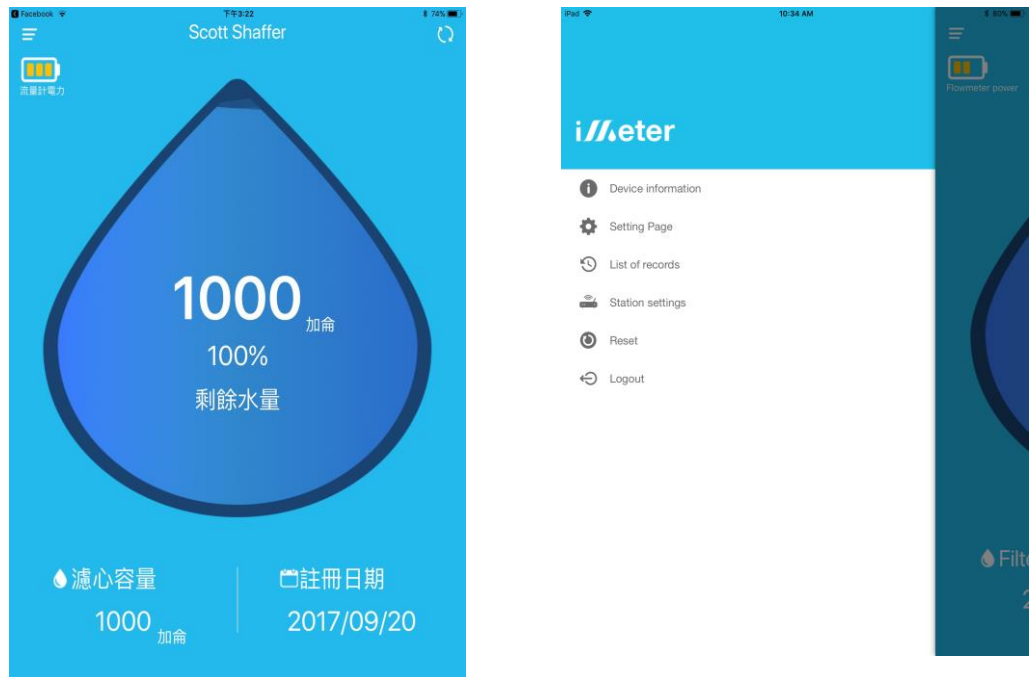 Facebook 下午3:22 74%
Scott Shaffer
流量計電力
1000 加侖
100%
剩餘水量
濾心容量
1000 加侖
註冊日期
2017/09/20
iPad 10:34 AM 80%
Flowmeter power
iMeter
Device information
Setting Page
List of records
Station settings
Reset
Logout
Filte
2